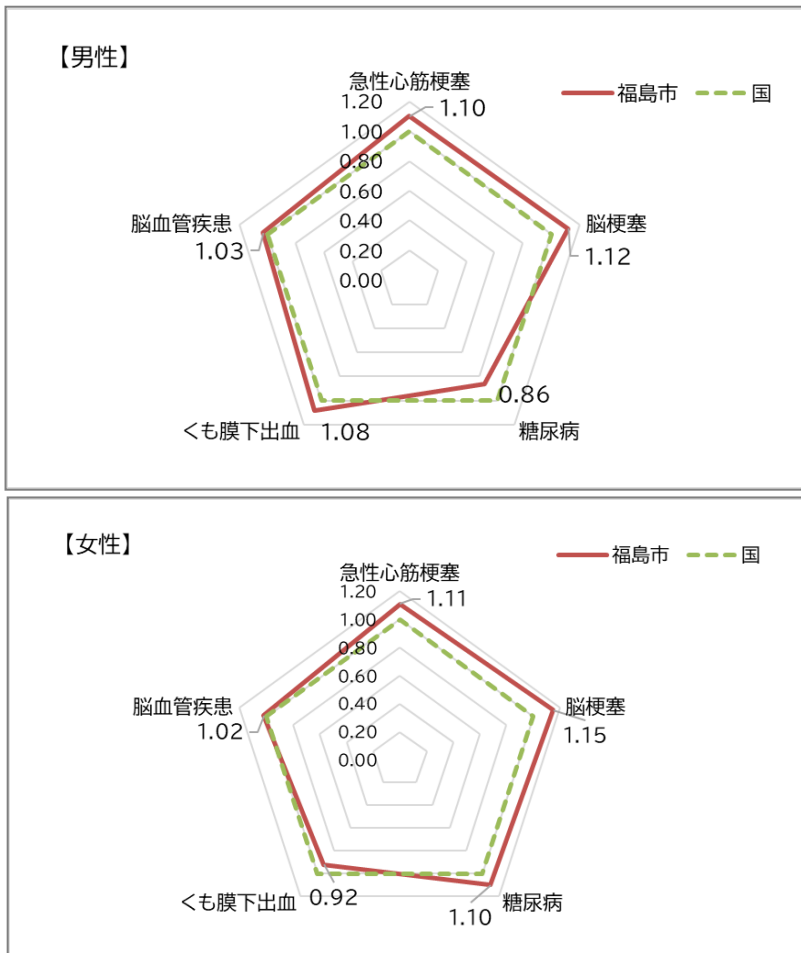 【男性】
福島市
国
急性心筋梗塞
1.10
1.20
1.00
0.80
0.60
0.40
0.20
0.00
脳梗塞
1.12
糖尿病
0.86
くも膜下出血
1.08
脳血管疾患
1.03
【女性】
福島市
国
急性心筋梗塞
1.11
1.20
1.00
0.80
0.60
0.40
0.20
0.00
脳梗塞
1.15
糖尿病
1.10
くも膜下出血
0.92
脳血管疾患
1.02